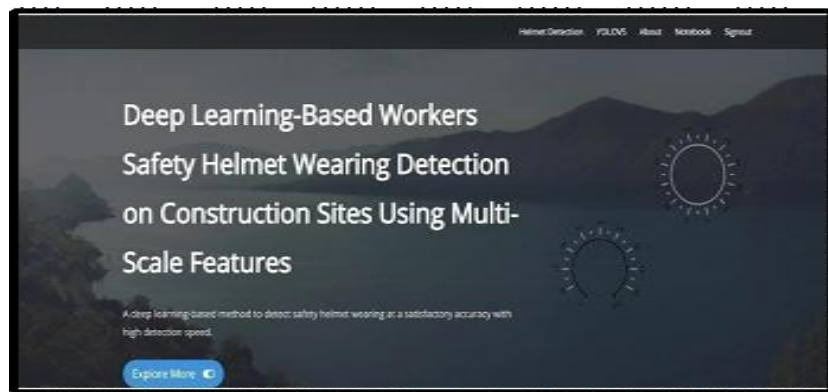 Helmet Detection YOLOV5 About Notebook Signout
Deep Learning-Based Workers
Safety Helmet Wearing Detection
on Construction Sites Using Multi-
Scale Features
A deep learning-based method to detect safety helmet wearing at a satisfactory accuracy with
high detection speed.
Explore More